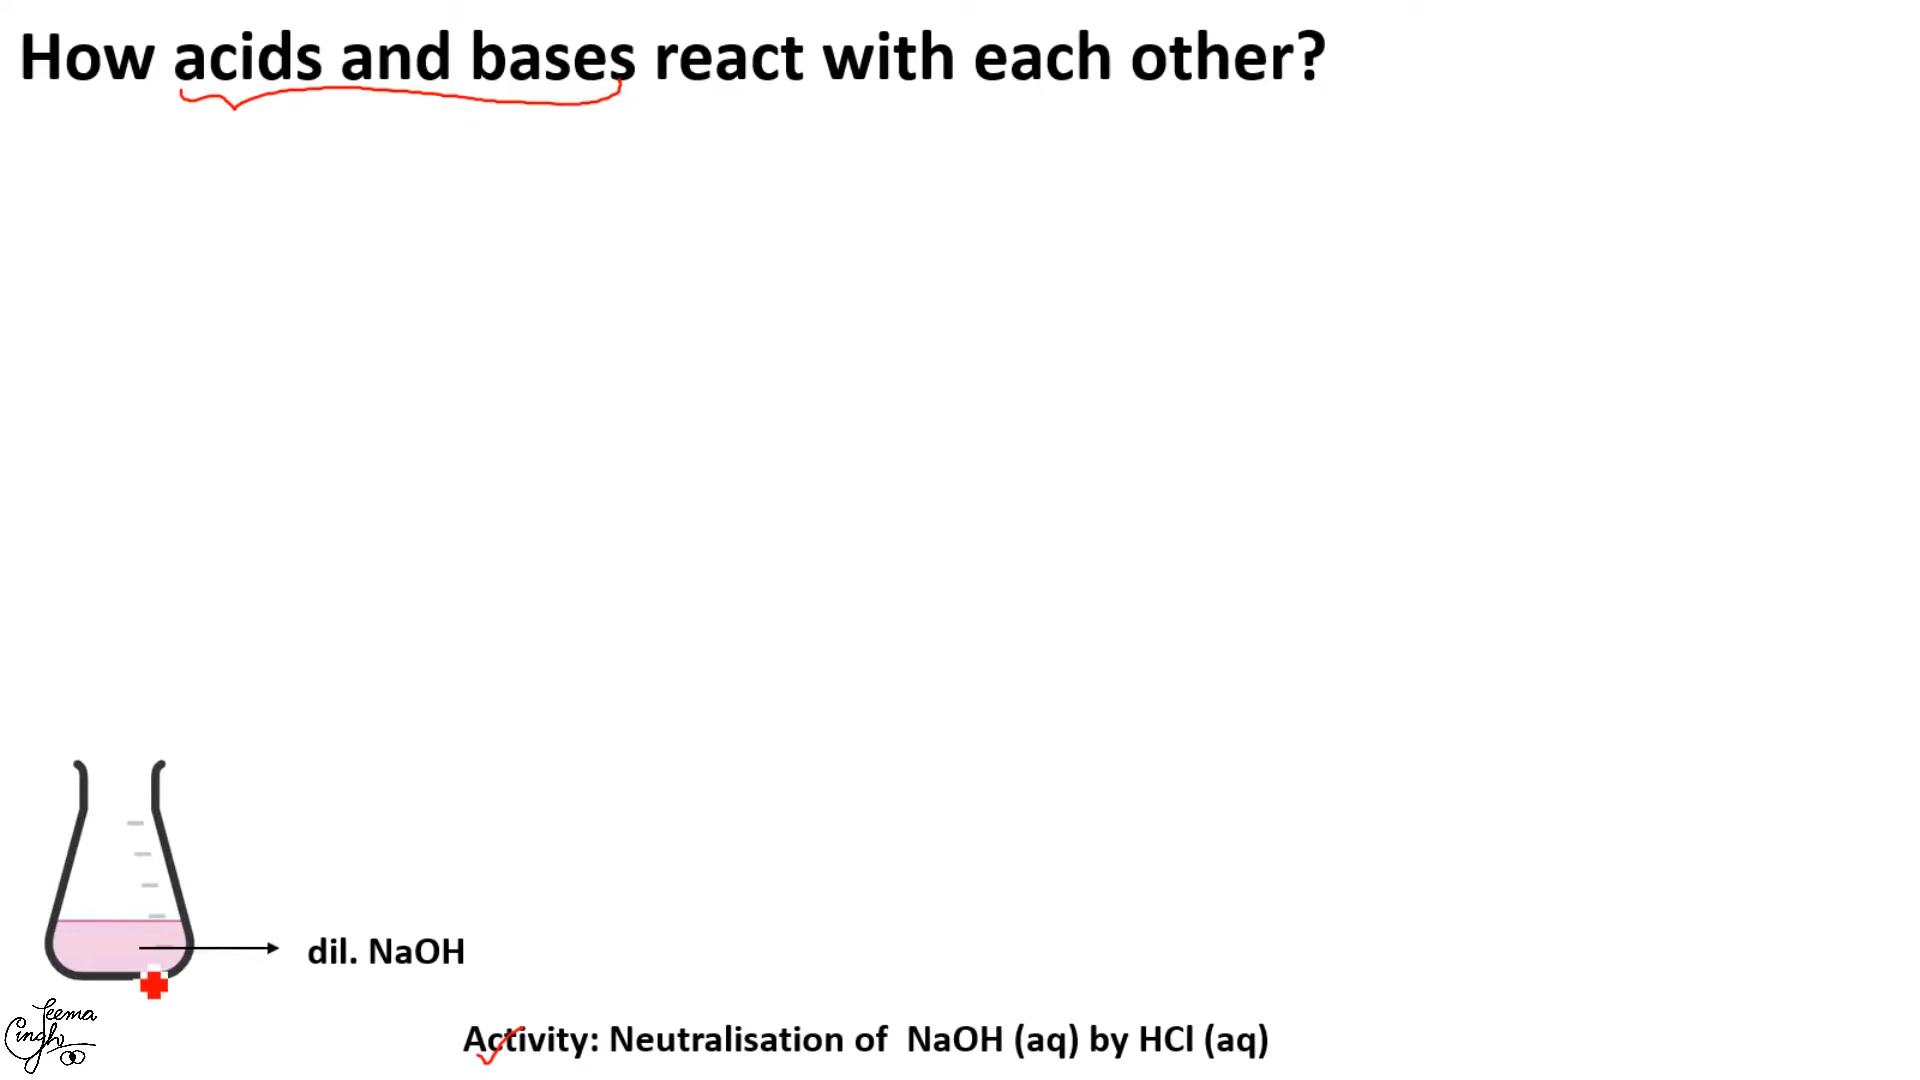 How acids and bases react with each other?
dil. NaOH
Seema
Singh
Activity: Neutralisation of NaOH (aq) by HCl (aq)